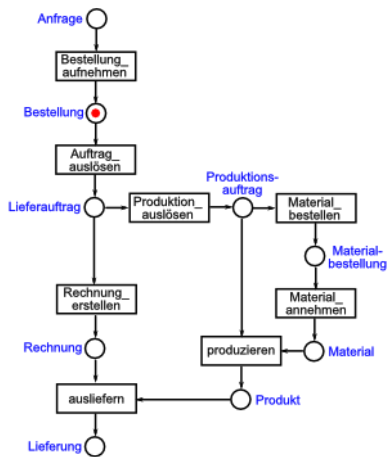 Anfrage
Bestellung_
aufnehmen
Bestellung
Auftrag_
auslösen
Lieferauftrag
Produktion_
auslösen
Produktions-
auftrag
Material_
bestellen
Material-
bestellung
Rechnung_
erstellen
Material_
annehmen
Rechnung
produzieren
Material
ausliefern
Produkt
Lieferung